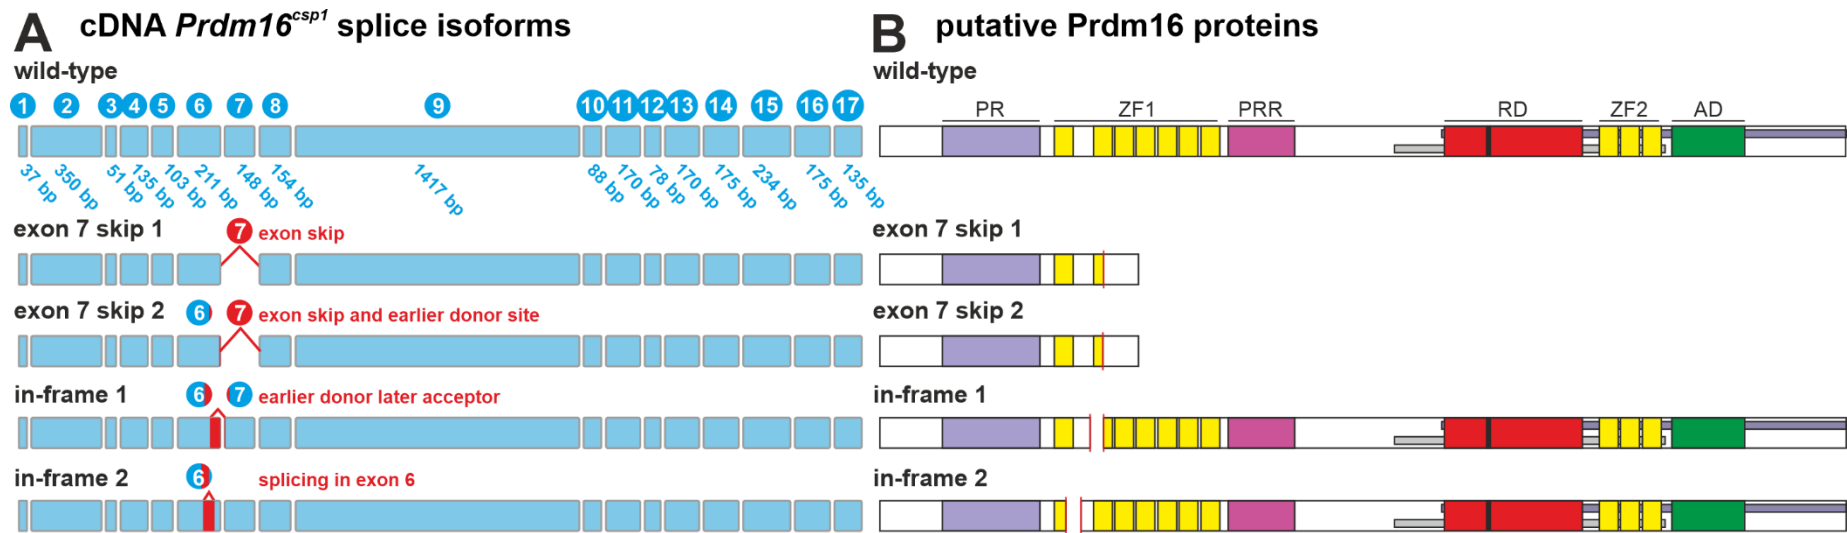 A cDNA Prdm16csp1 splice isoforms
wild-type
1 2 3 4 5 6 7 8 9 10 11 12 13 14 15 16 17
37 bp 350 bp 51 bp 135 bp 103 bp 211 bp 148 bp 154 bp 1417 bp 88 bp 170 bp 78 bp 170 bp 175 bp 234 bp 175 bp 135 bp
exon 7 skip 1
7 exon skip
exon 7 skip 2
6 7 exon skip and earlier donor site
in-frame 1
6 7 earlier donor later acceptor
in-frame 2
6 splicing in exon 6
B putative Prdm16 proteins
wild-type
PR ZF1 PRR RD ZF2 AD
exon 7 skip 1
exon 7 skip 2
in-frame 1
in-frame 2